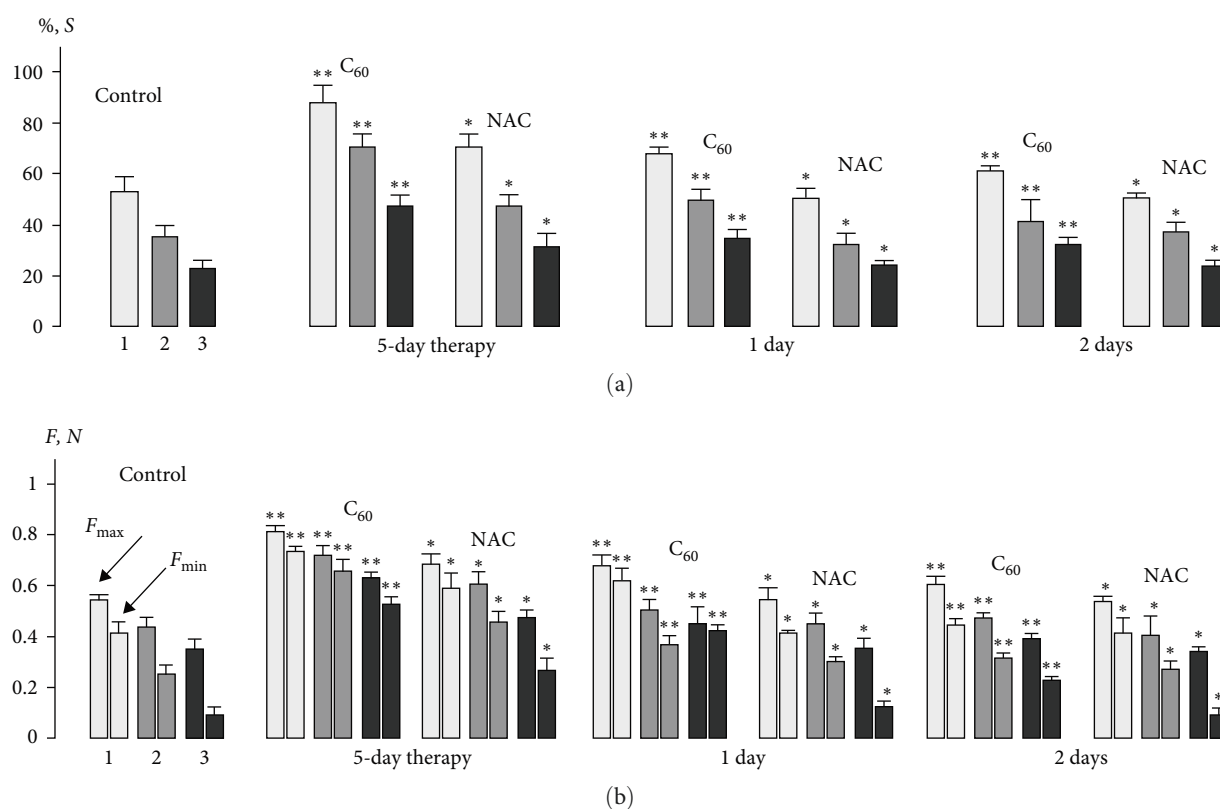 %, S
100
80
60
40
20
0
Control
1 2 3
** C₆₀
** **
* NAC
* *
5-day therapy
** C₆₀
** **
* NAC
* *
1 day
** C₆₀
** **
* NAC
* *
2 days
(a)
F, N
1
0.8
0.6
0.4
0.2
0
Control
Fmax
Fmin
1 2 3
C₆₀
** ** ** ** ** **
NAC
* * * * * *
5-day therapy
C₆₀
** ** ** ** ** **
NAC
* * * * * *
1 day
C₆₀
** ** ** ** ** **
NAC
* * * * * *
2 days
(b)